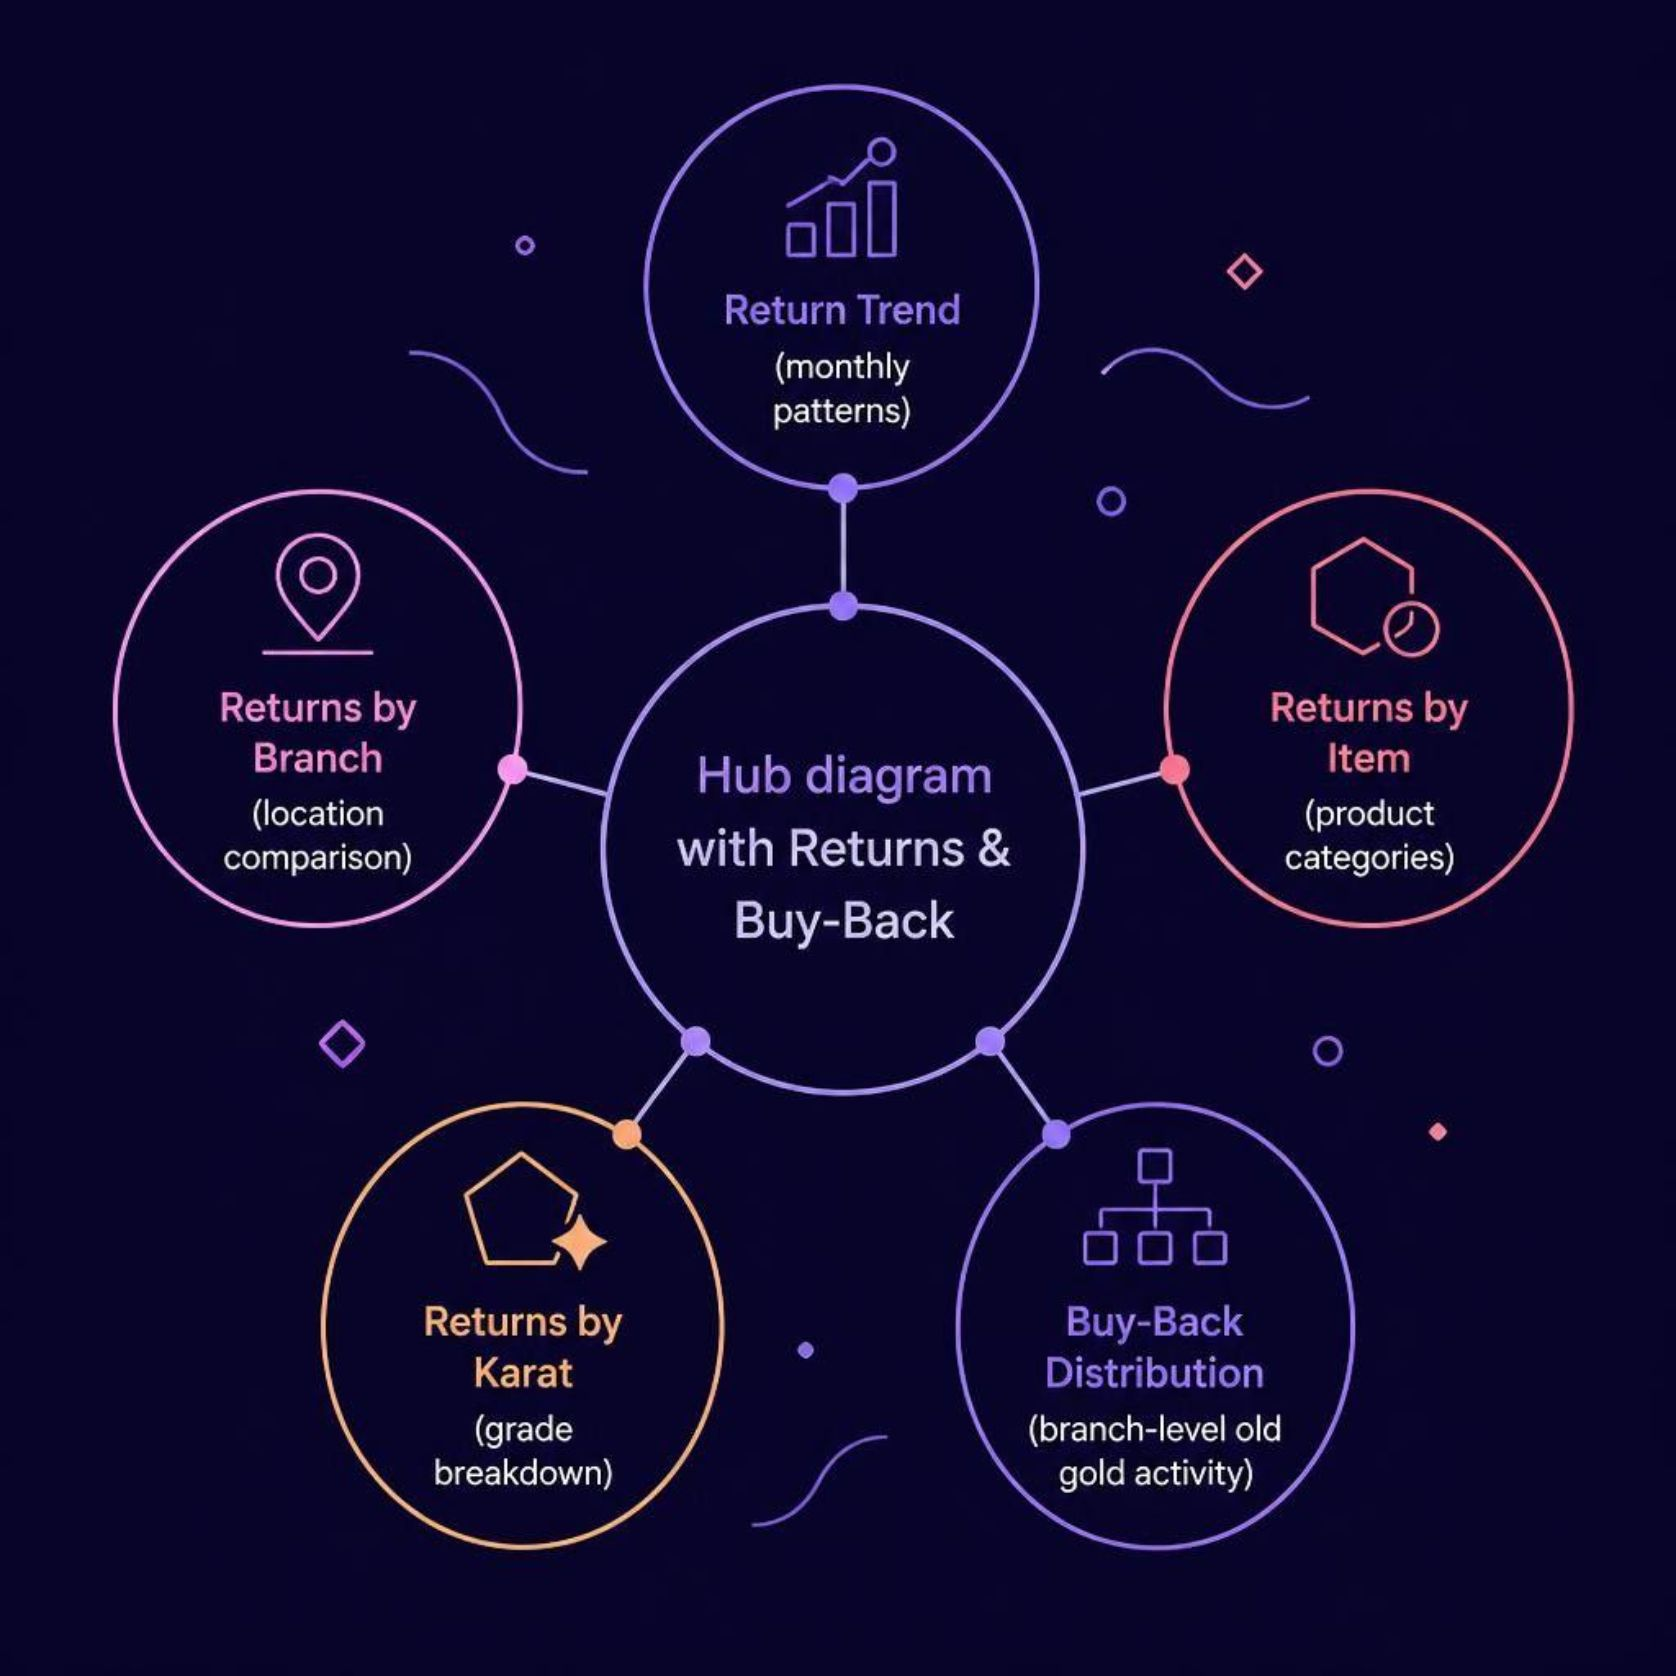 Return Trend
(monthly
patterns)
Returns by
Branch
(location
comparison)
Hub diagram
with Returns &
Buy-Back
Returns by
Item
(product
categories)
Returns by
Karat
(grade
breakdown)
Buy-Back
Distribution
(branch-level old
gold activity)